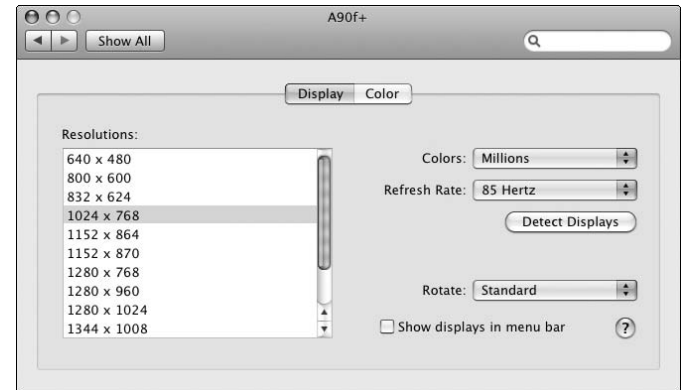 A90f+
Show All
Display Color
Resolutions:
640 x 480
800 x 600
832 x 624
1024 x 768
1152 x 864
1152 x 870
1280 x 768
1280 x 960
1280 x 1024
1344 x 1008
Colors: Millions
Refresh Rate: 85 Hertz
Detect Displays
Rotate: Standard
Show displays in menu bar ?